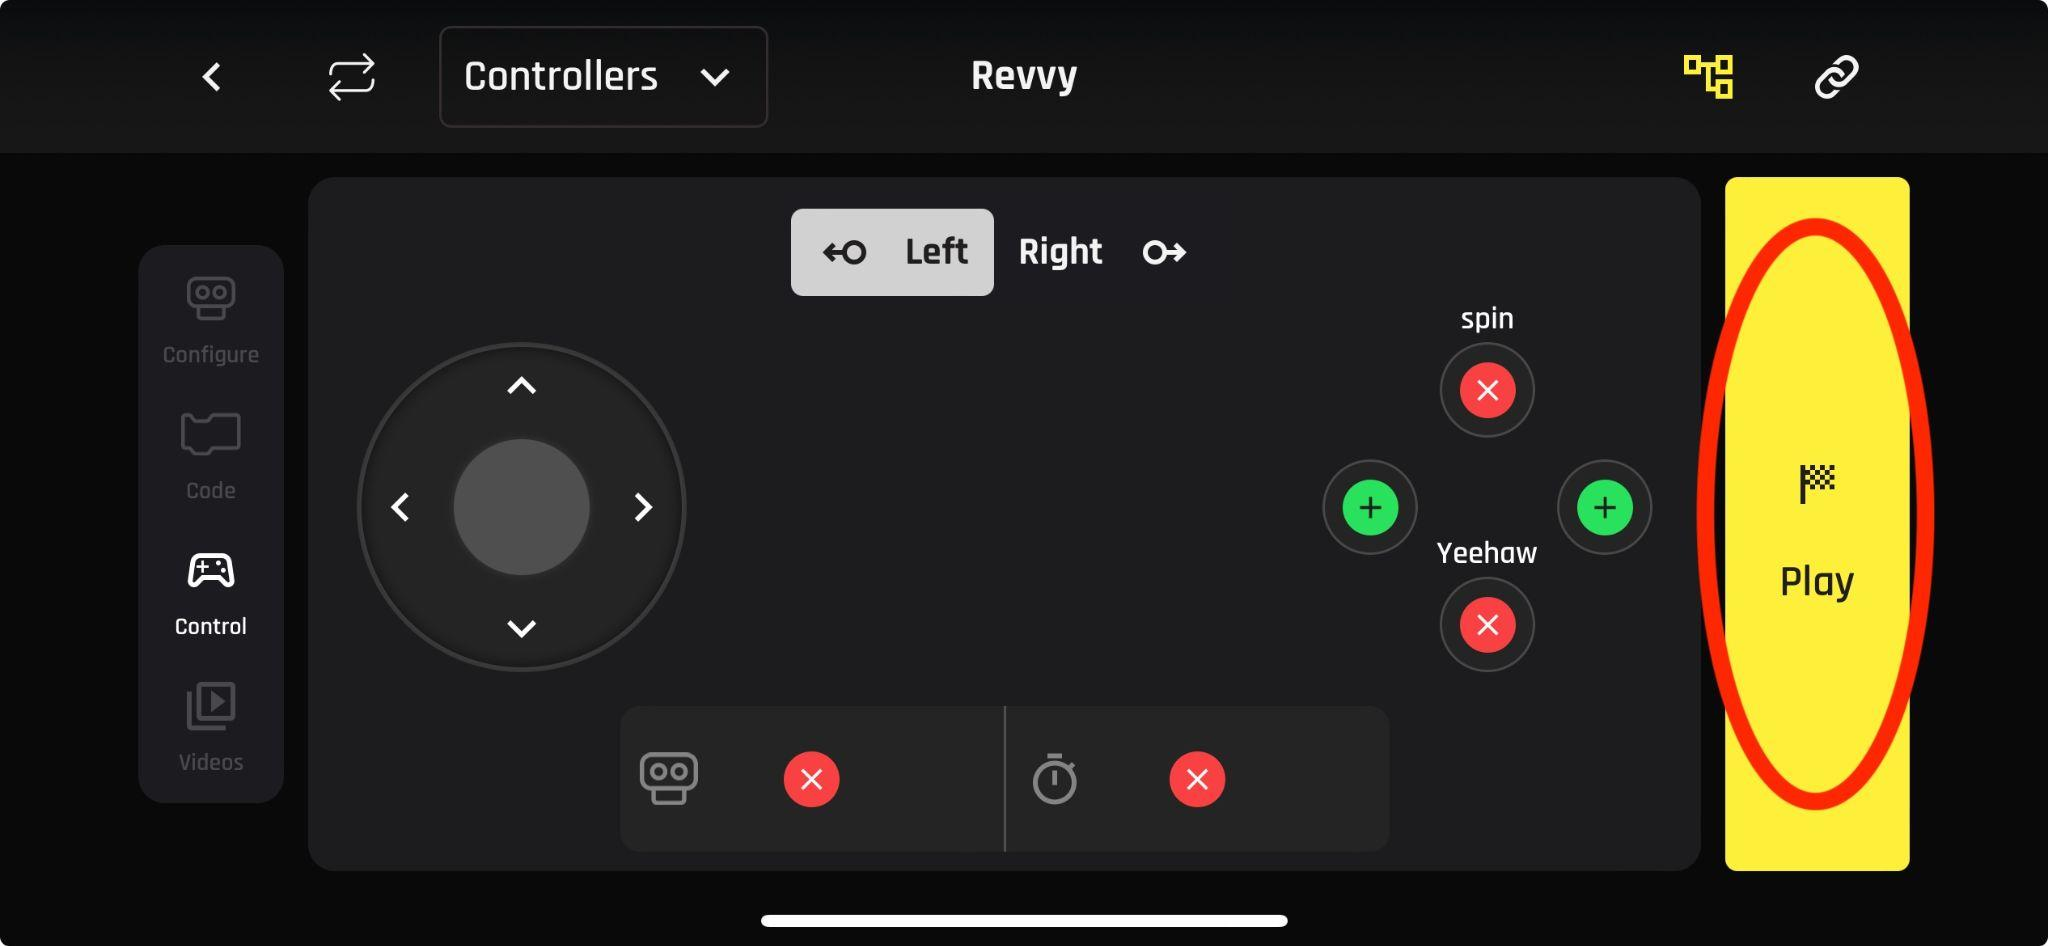 Controllers
Revvy
Left
Right
spin
Configure
Code
Yeehaw
Play
Control
Videos